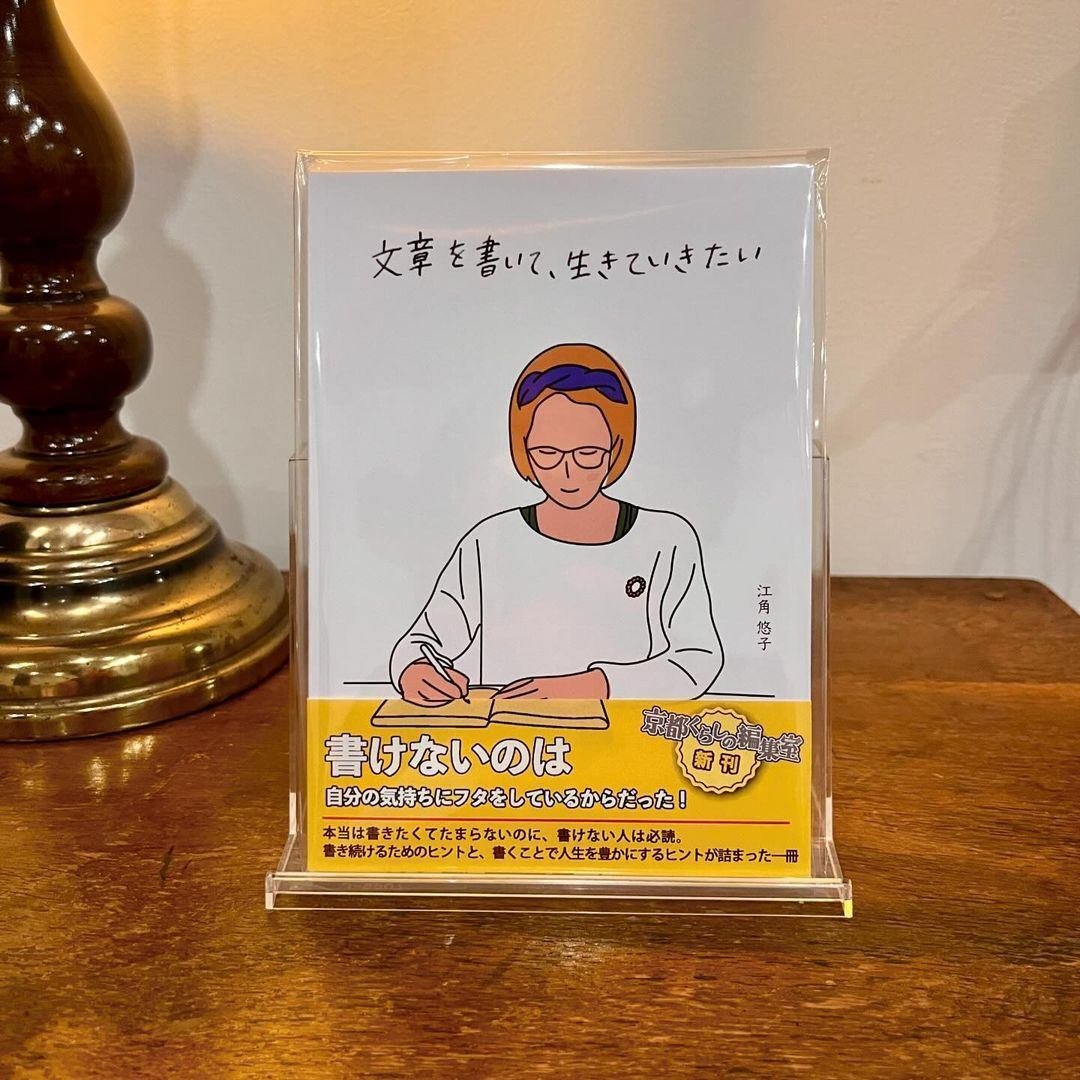 文章を書いて、生きていきたい
江角 悠子
京都くらしの編集室
新刊
書けないのは
自分の気持ちにフタをしているからだった！
本当は書きたくてたまらないのに、書けない人は必読。
書き続けるためのヒントと、書くことで人生を豊かにするヒントが詰まった一冊